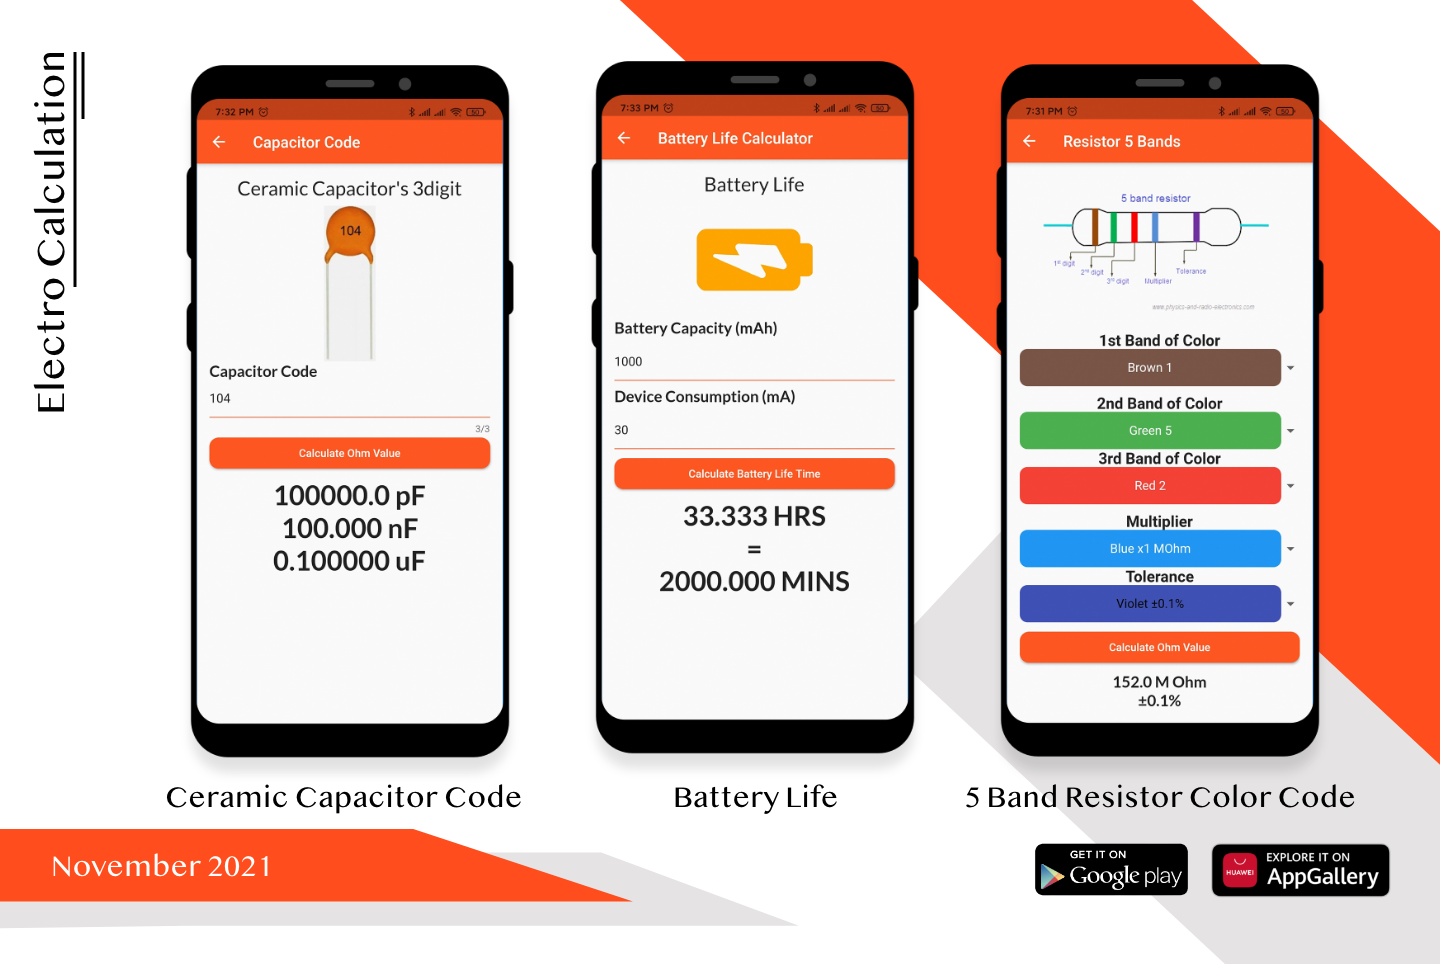 Electro Calculation
7:32 PM
50
Capacitor Code
Ceramic Capacitor's 3digit
104
Capacitor Code
104
3/3
Calculate Ohm Value
100000.0 pF
100.000 nF
0.100000 uF
Ceramic Capacitor Code
7:33 PM
50
Battery Life Calculator
Battery Life
Battery Capacity (mAh)
1000
Device Consumption (mA)
30
Calculate Battery Life Time
33.333 HRS
=
2000.000 MINS
Battery Life
7:31 PM
50
Resistor 5 Bands
5 band resistor
1st digit
2nd digit
3rd digit
Multiplier
Tolerance
www.physics-and-radio-electronics.com
1st Band of Color
Brown 1
2nd Band of Color
Green 5
3rd Band of Color
Red 2
Multiplier
Blue x1 MOhm
Tolerance
Violet ±0.1%
Calculate Ohm Value
152.0 M Ohm
±0.1%
5 Band Resistor Color Code
November 2021
GET IT ON
Google play
HUAWEI
EXPLORE IT ON
AppGallery